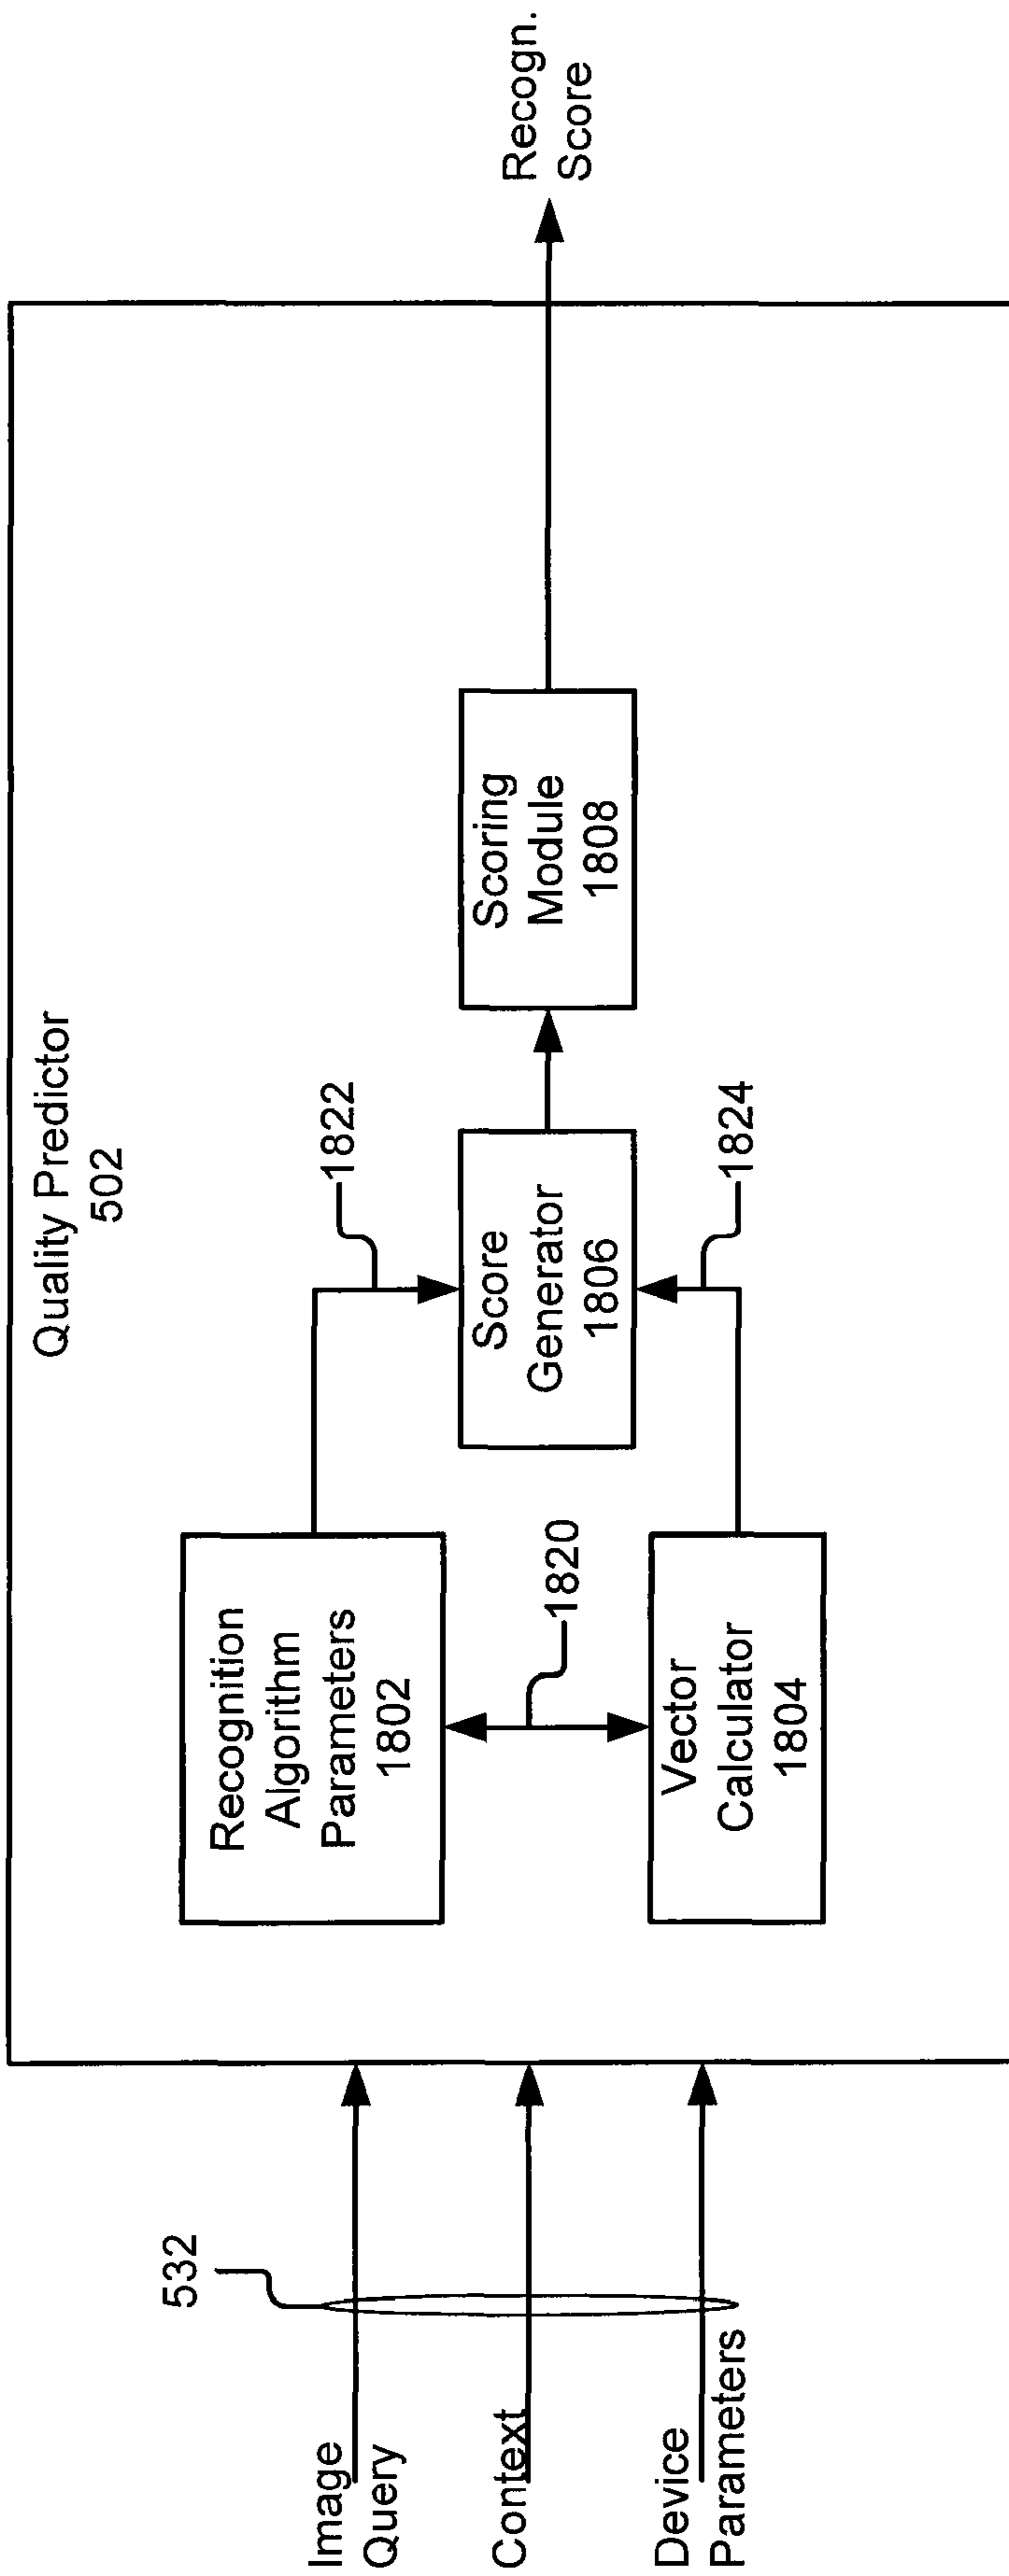 Quality Predictor
502
532
Image
Query
Context
Device
Parameters
Recognition
Algorithm
Parameters
1802
1820
Vector
Calculator
1804
1822
Score
Generator
1806
1824
Scoring
Module
1808
Recogn.
Score